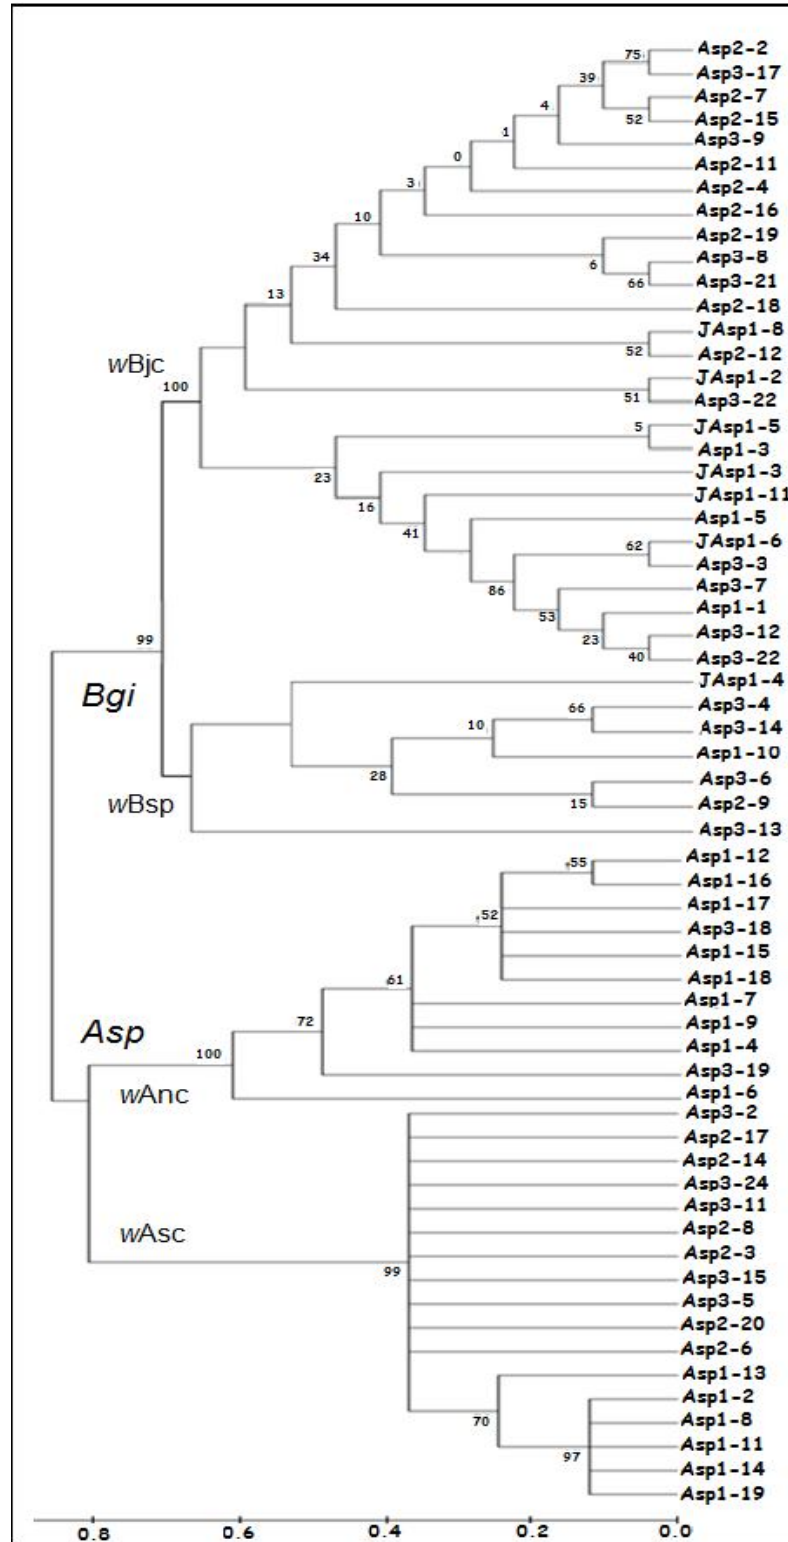 75 Asp2-2
39 Asp3-17
Asp2-7
4 52 Asp2-15
1 Asp3-9
0 Asp2-11
3 Asp2-4
10 Asp2-16
Asp2-19
34 6 Asp3-8
66 Asp3-21
13 Asp2-18
JAsp1-8
wBjc 52 Asp2-12
100 JAsp1-2
51 Asp3-22
5 JAsp1-5
Asp1-3
23 JAsp1-3
16 JAsp1-11
41 Asp1-5
62 JAsp1-6
Asp3-3
86 Asp3-7
53 Asp1-1
99 23 Asp3-12
40 Asp3-22
Bgi JAsp1-4
66 Asp3-4
10 Asp3-14
Asp1-10
28 Asp3-6
wBsp 15 Asp2-9
Asp3-13
55 Asp1-12
Asp1-16
52 Asp1-17
Asp3-18
Asp1-15
61 Asp1-18
Asp1-7
Asp 72 Asp1-9
100 Asp1-4
Asp3-19
wAnc Asp1-6
Asp3-2
Asp2-17
Asp2-14
Asp3-24
Asp3-11
wAsc Asp2-8
Asp2-3
99 Asp3-15
Asp3-5
Asp2-20
Asp2-6
Asp1-13
Asp1-2
70 Asp1-8
97 Asp1-11
Asp1-14
Asp1-19
0.8 0.6 0.4 0.2 0.0